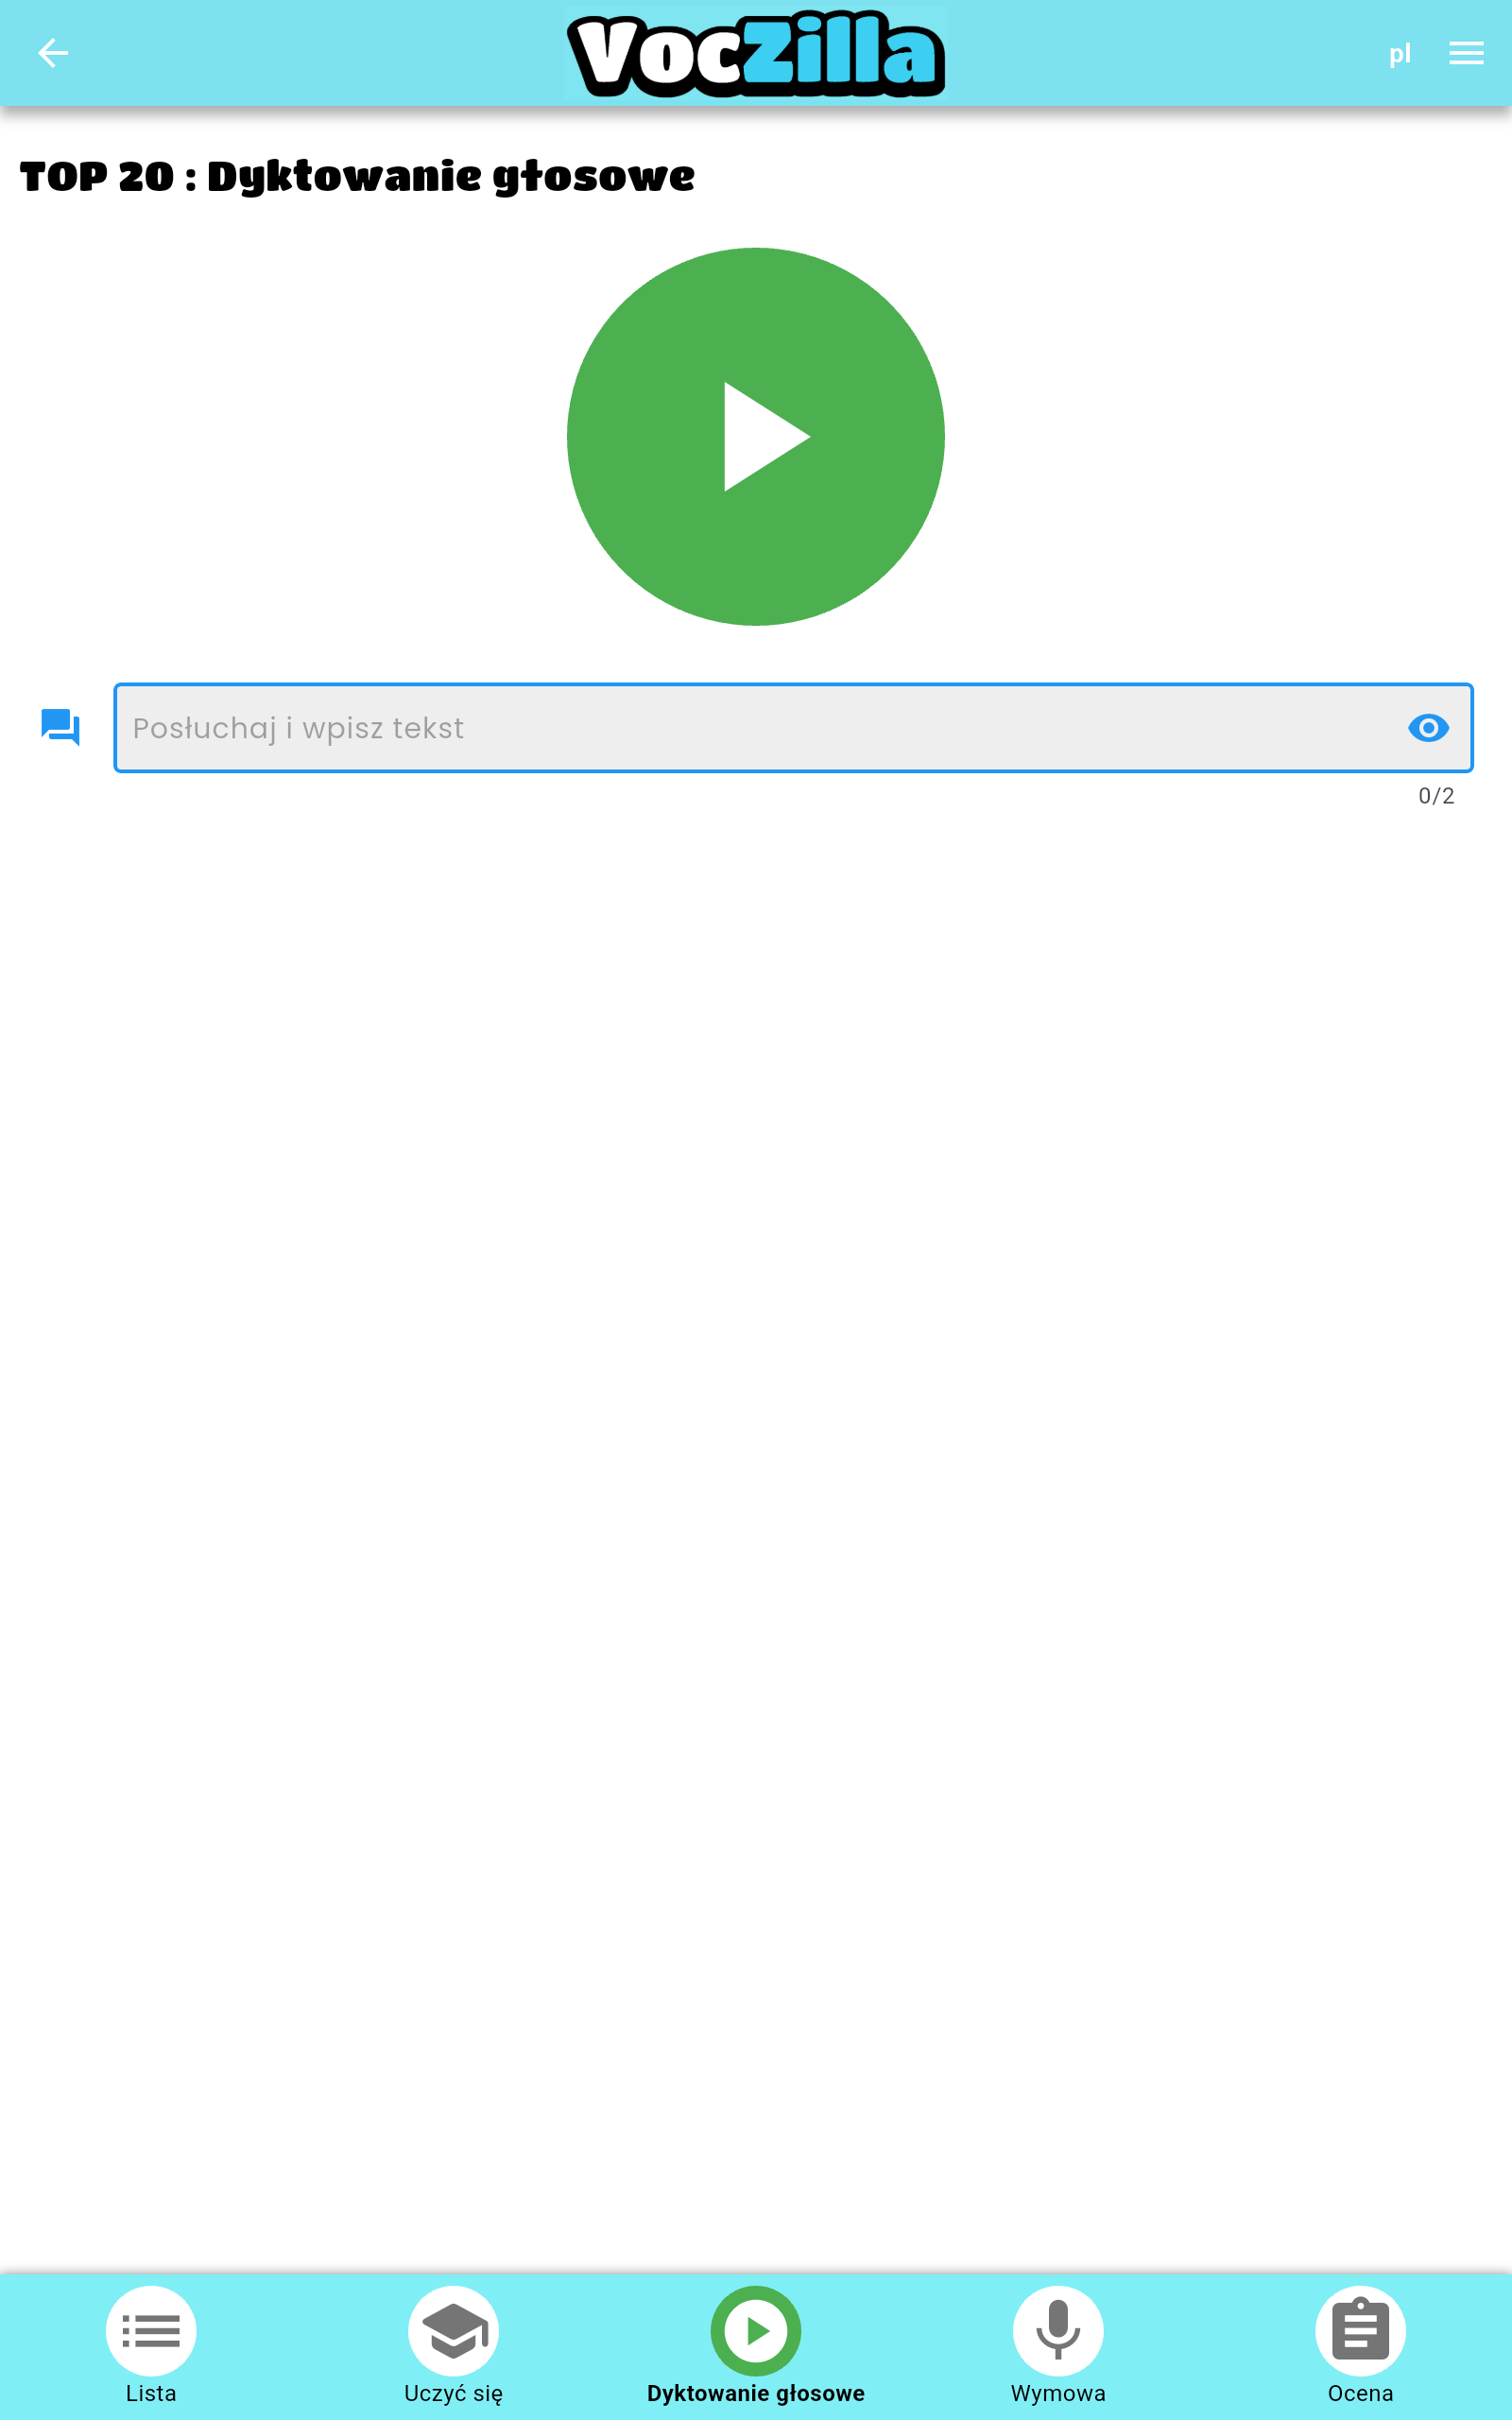 VocZilla
pl
TOP 20 : Dyktowanie głosowe
Posłuchaj i wpisz tekst
0/2
Lista
Uczyć się
Dyktowanie głosowe
Wymowa
Ocena